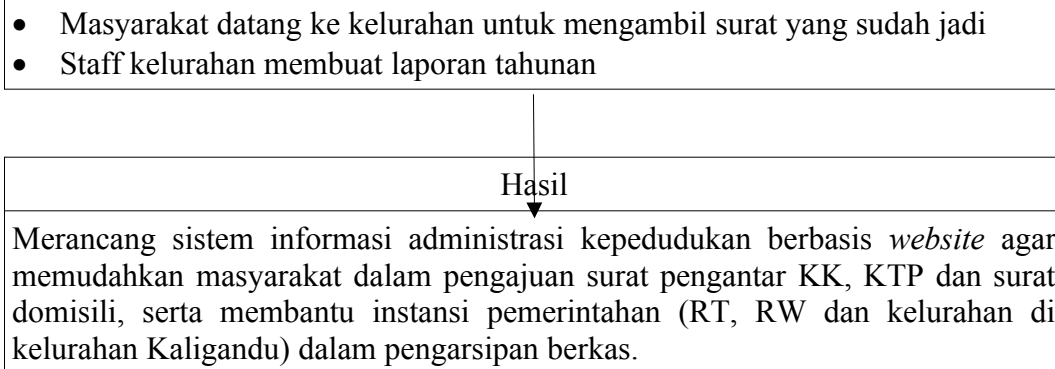 • Masyarakat datang ke kelurahan untuk mengambil surat yang sudah jadi
• Staff kelurahan membuat laporan tahunan
Hasil
Merancang sistem informasi administrasi kepedudukan berbasis website agar
memudahkan masyarakat dalam pengajuan surat pengantar KK, KTP dan surat
domisili, serta membantu instansi pemerintahan (RT, RW dan kelurahan di
kelurahan Kaligandu) dalam pengarsipan berkas.